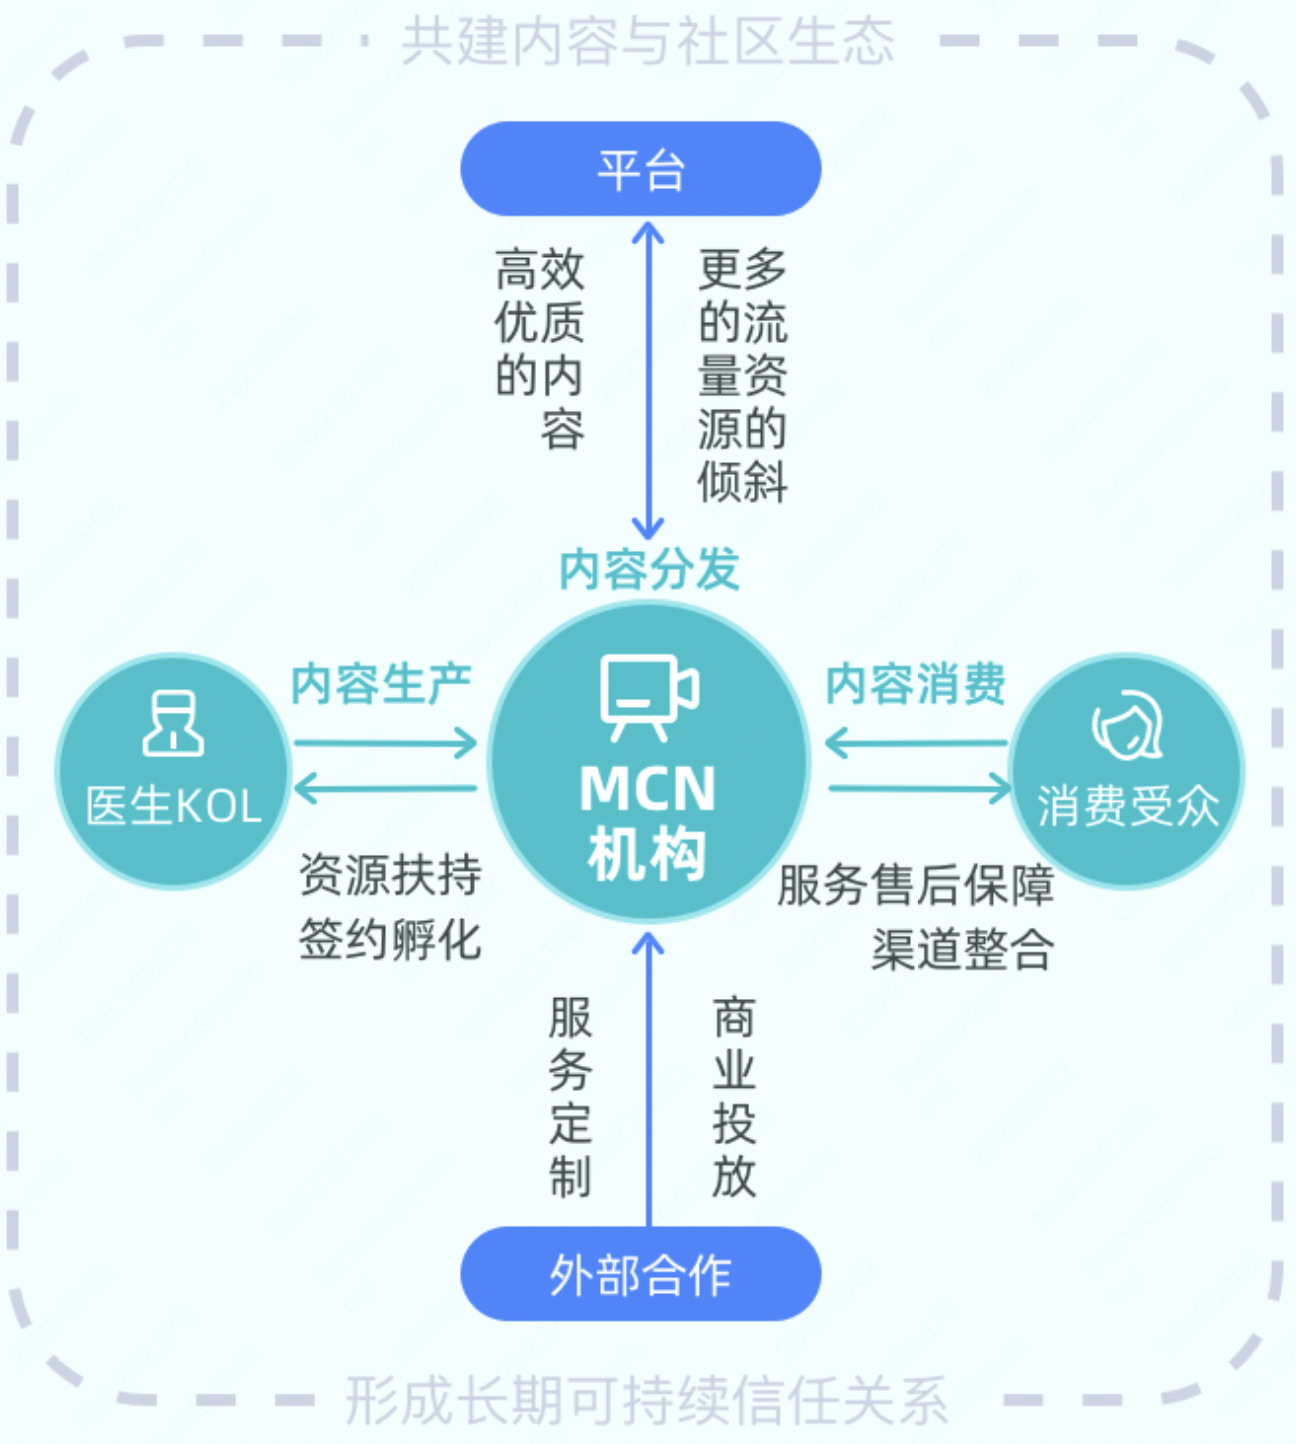 共建内容与社区生态
平台
高效
优质
的内
容
更多
的流
量资
源的
倾斜
内容分发
内容生产
内容消费
医生KOL
MCN
机构
消费受众
资源扶持
签约孵化
服务售后保障
渠道整合
服
务
定
制
商
业
投
放
外部合作
形成长期可持续信任关系